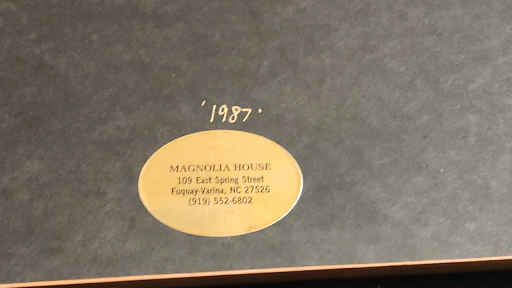 '1987.
MAGNOLIA HOUSE
109 East Spring Street
Fuquay-Varina, NC 27526
(919) 552-6802